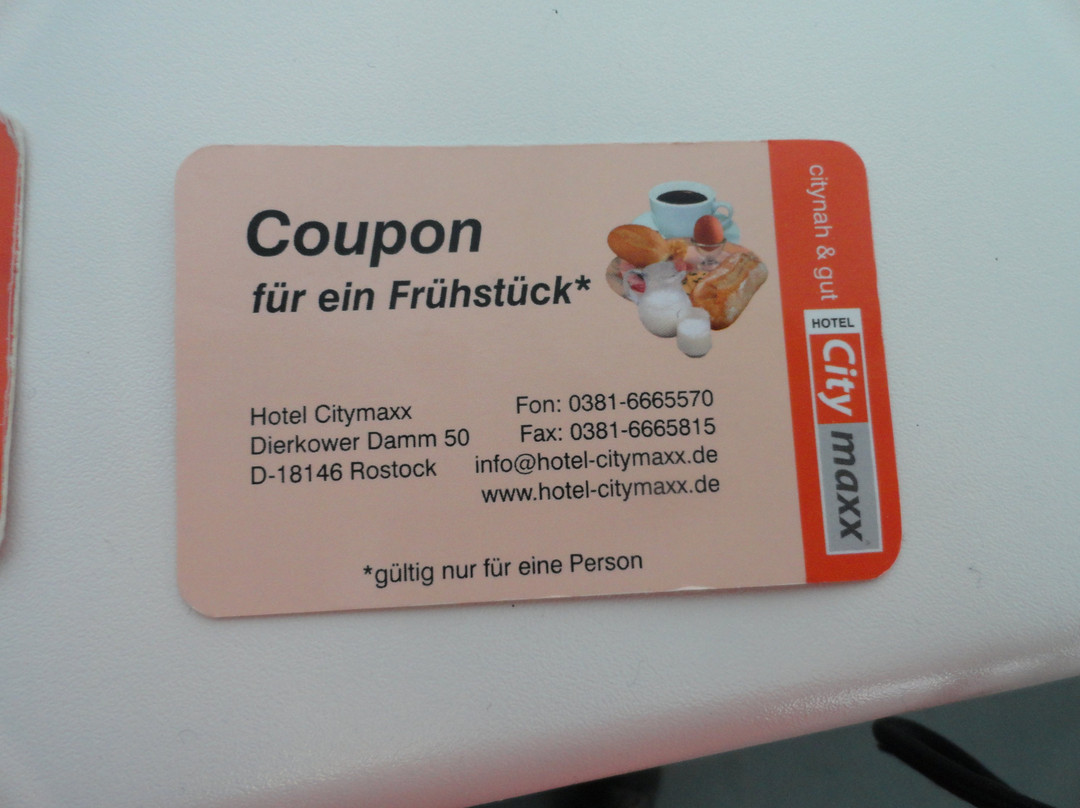 Coupon
für ein Frühstück*
Hotel Citymaxx
Dierkower Damm 50
D-18146 Rostock
Fon: 0381-6665570
Fax: 0381-6665815
info@hotel-citymaxx.de
www.hotel-citymaxx.de
*gültig nur für eine Person
citynah & gut
HOTEL
City maxx